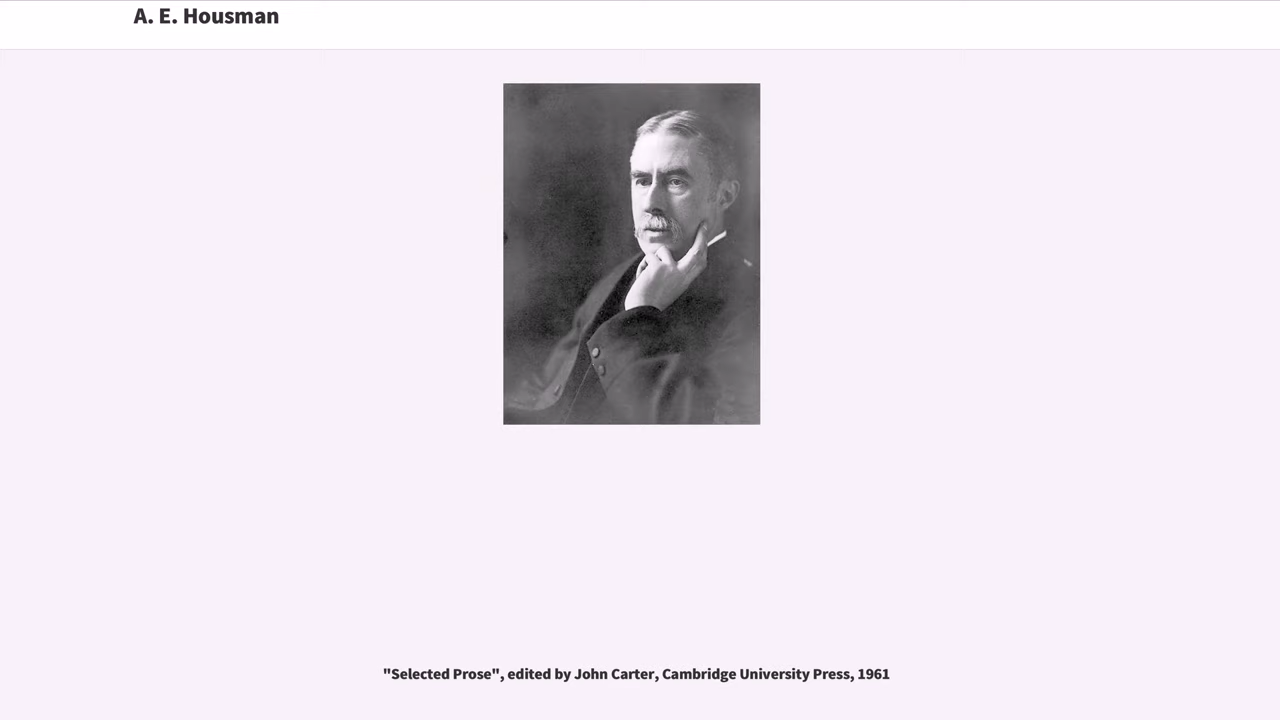 A. E. Housman
"Selected Prose", edited by John Carter, Cambridge University Press, 1961